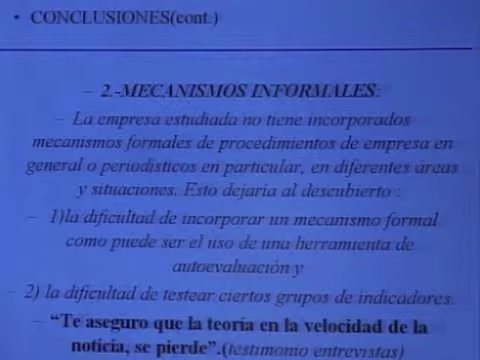 • CONCLUSIONES(cont.)
– 2.-MECANISMOS INFORMALES:
– La empresa estudiada no tiene incorporados
mecanismos formales de procedimientos de empresa en
general o periodísticos en particular, en diferentes áreas
y situaciones. Esto dejaría al descubierto :
– 1)la dificultad de incorporar un mecanismo formal
como puede ser el uso de una herramienta de
autoevaluación y
– 2) la dificultad de testear ciertos grupos de indicadores.
– “Te aseguro que la teoría en la velocidad de la
noticia, se pierde”.(testimonio entrevistas)